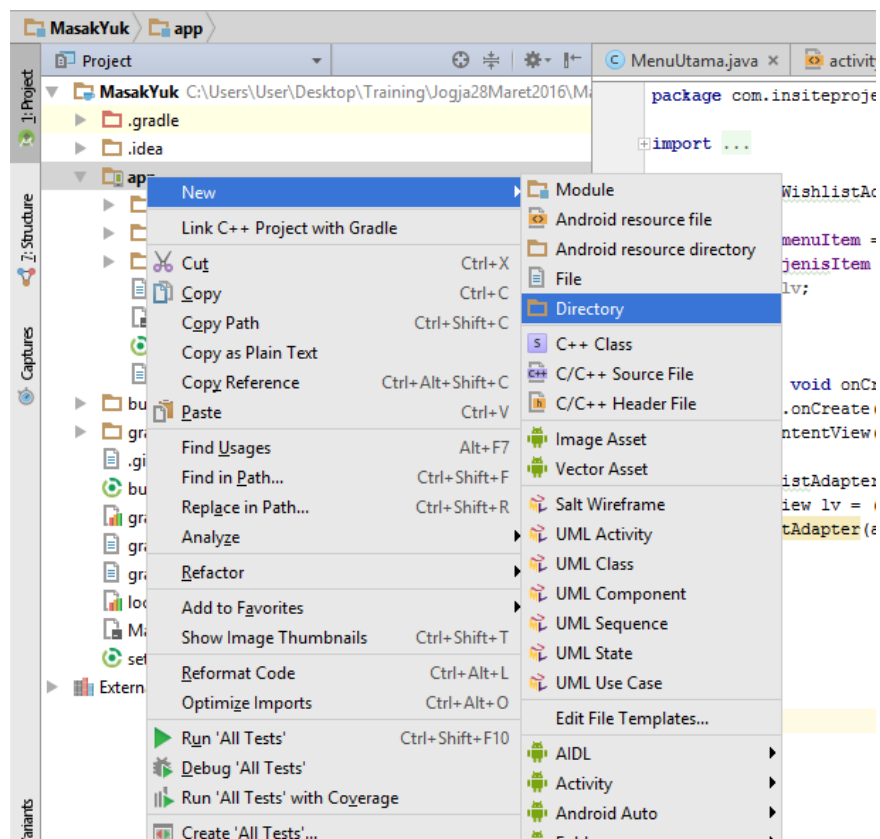 MasakYuk app
Project
MenuUtama.java
1: Project
MasakYuk C:\Users\User\Desktop\Training\Jogja28Maret2016\Ma
package com.insiteproje
.gradle
import ...
.idea
app
7: Structure
Captures
bu
gra
.gi
bu
gra
gra
gra
loc
Ma
set
Extern
New
Link C++ Project with Gradle
Cut Ctrl+X
Copy Ctrl+C
Copy Path Ctrl+Shift+C
Copy as Plain Text
Copy Reference Ctrl+Alt+Shift+C
Paste Ctrl+V
Find Usages Alt+F7
Find in Path... Ctrl+Shift+F
Replace in Path... Ctrl+Shift+R
Analyze
Refactor
Add to Favorites
Show Image Thumbnails Ctrl+Shift+T
Reformat Code Ctrl+Alt+L
Optimize Imports Ctrl+Alt+O
Run 'All Tests' Ctrl+Shift+F10
Debug 'All Tests'
Run 'All Tests' with Coverage
Create 'All Tests'...
Module
Android resource file
Android resource directory
File
Directory
C++ Class
C/C++ Source File
C/C++ Header File
Image Asset
Vector Asset
Salt Wireframe
UML Activity
UML Class
UML Component
UML Sequence
UML State
UML Use Case
Edit File Templates...
AIDL
Activity
Android Auto
WishlistAd
menuItem =
jenisItem
lv;
void onCr
.onCreate(
ntentView(
istAdapter
iew lv = (
tAdapter(a